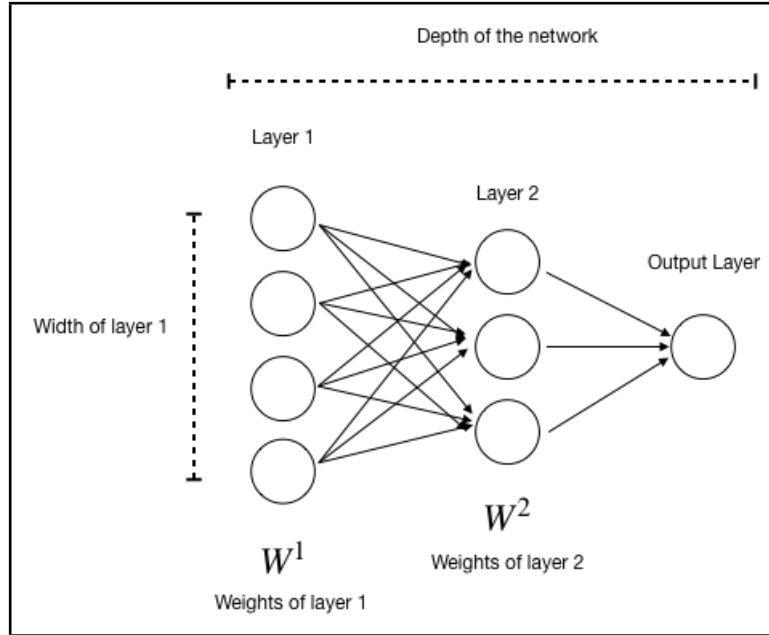 Depth of the network
Layer 1
Layer 2
Output Layer
Width of layer 1
W¹
W²
Weights of layer 1
Weights of layer 2